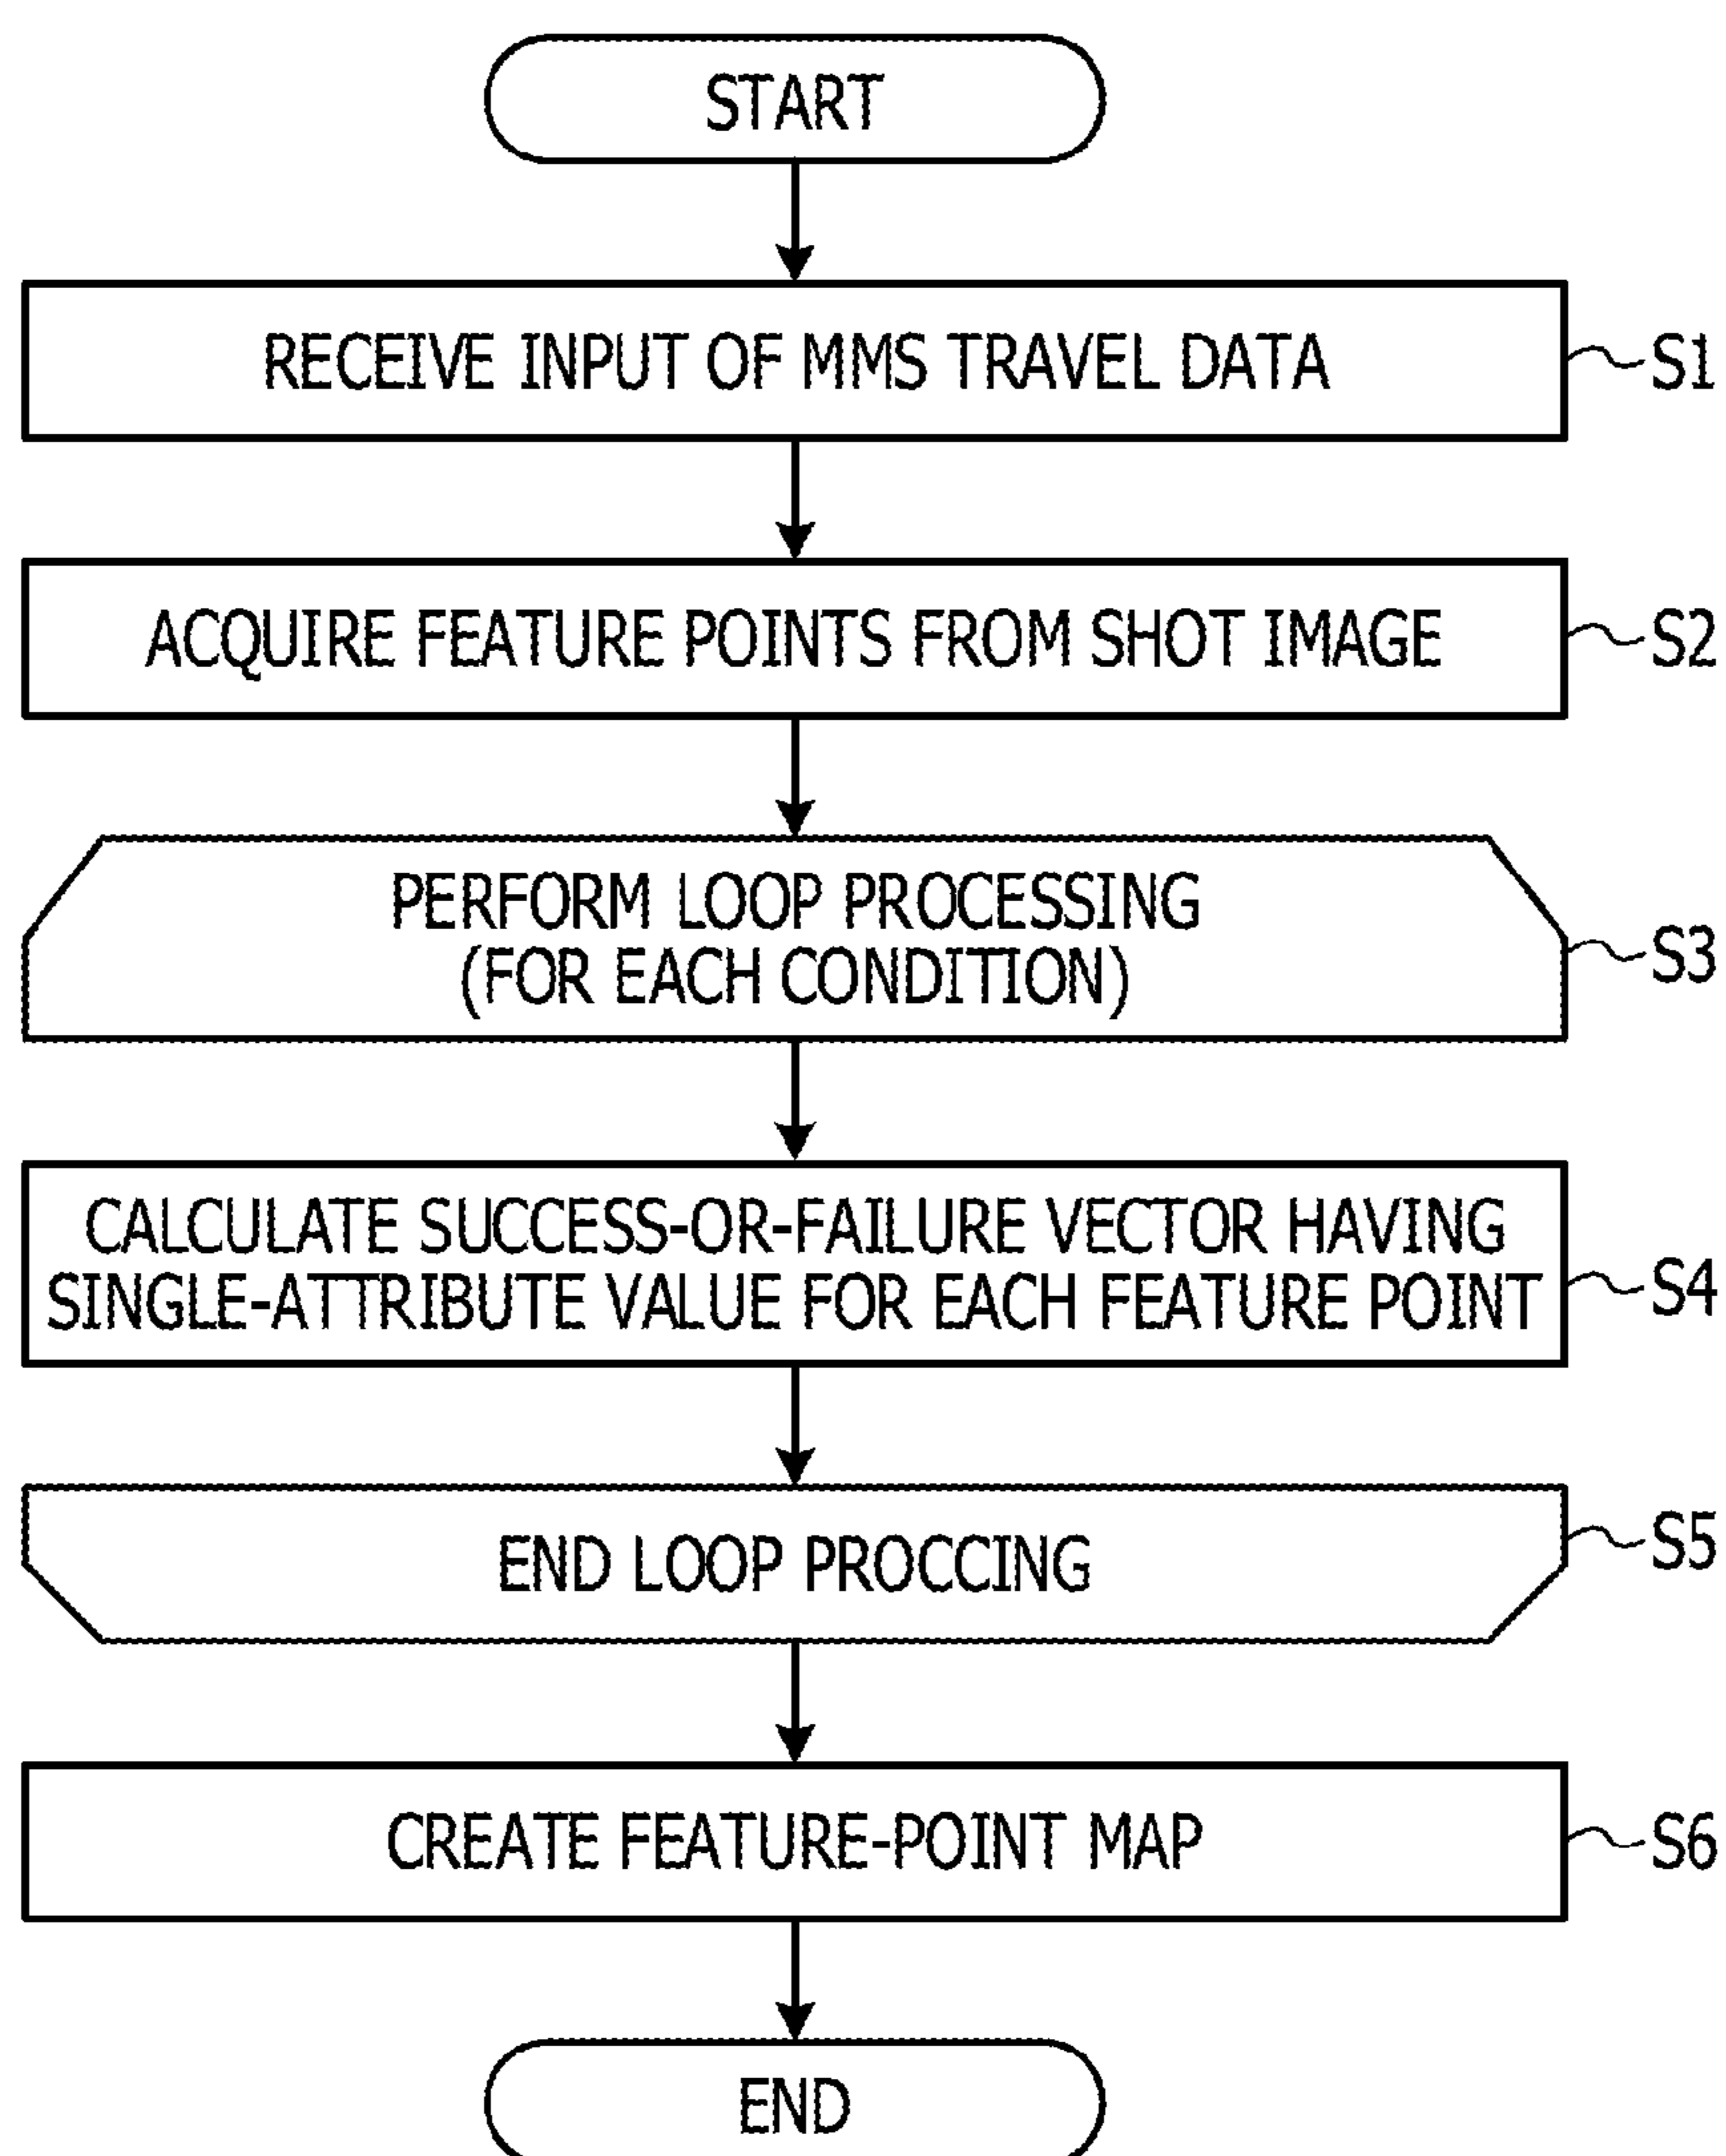 START
RECEIVE INPUT OF MMS TRAVEL DATA
S1
ACQUIRE FEATURE POINTS FROM SHOT IMAGE
S2
PERFORM LOOP PROCESSING
(FOR EACH CONDITION)
S3
CALCULATE SUCCESS-OR-FAILURE VECTOR HAVING
SINGLE-ATTRIBUTE VALUE FOR EACH FEATURE POINT
S4
END LOOP PROCCING
S5
CREATE FEATURE-POINT MAP
S6
END